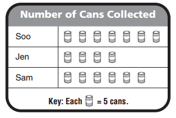 Number of Cans Collected
Soo
Jen
Sam
Key: Each = 5 cans.